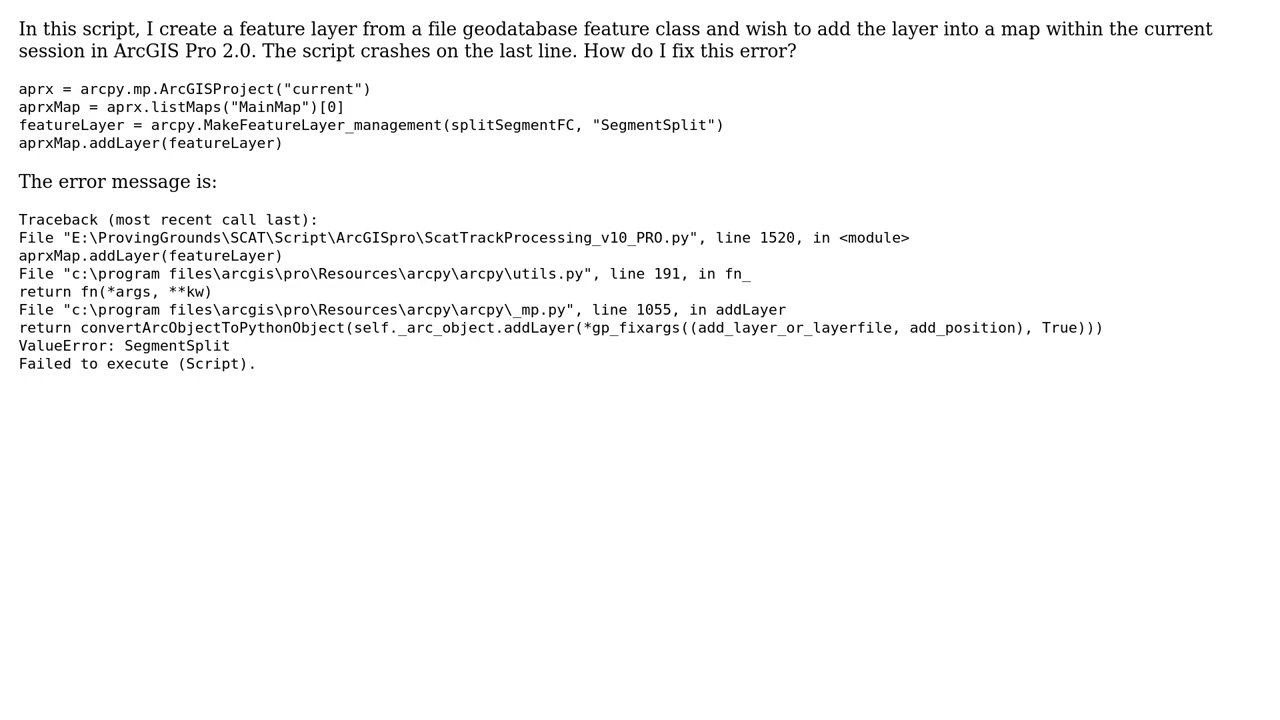 In this script, I create a feature layer from a file geodatabase feature class and wish to add the layer into a map within the current
session in ArcGIS Pro 2.0. The script crashes on the last line. How do I fix this error?
aprx = arcpy.mp.ArcGISProject("current")
aprxMap = aprx.listMaps("MainMap")[0]
featureLayer = arcpy.MakeFeatureLayer_management(splitSegmentFC, "SegmentSplit")
aprxMap.addLayer(featureLayer)
The error message is:
Traceback (most recent call last):
File "E:\ProvingGrounds\SCAT\Script\ArcGISpro\ScatTrackProcessing_v10_PRO.py", line 1520, in <module>
aprxMap.addLayer(featureLayer)
File "c:\program files\arcgis\pro\Resources\arcpy\arcpy\utils.py", line 191, in fn_
return fn(*args, **kw)
File "c:\program files\arcgis\pro\Resources\arcpy\arcpy\_mp.py", line 1055, in addLayer
return convertArcObjectToPythonObject(self._arc_object.addLayer(*gp_fixargs((add_layer_or_layerfile, add_position), True)))
ValueError: SegmentSplit
Failed to execute (Script).